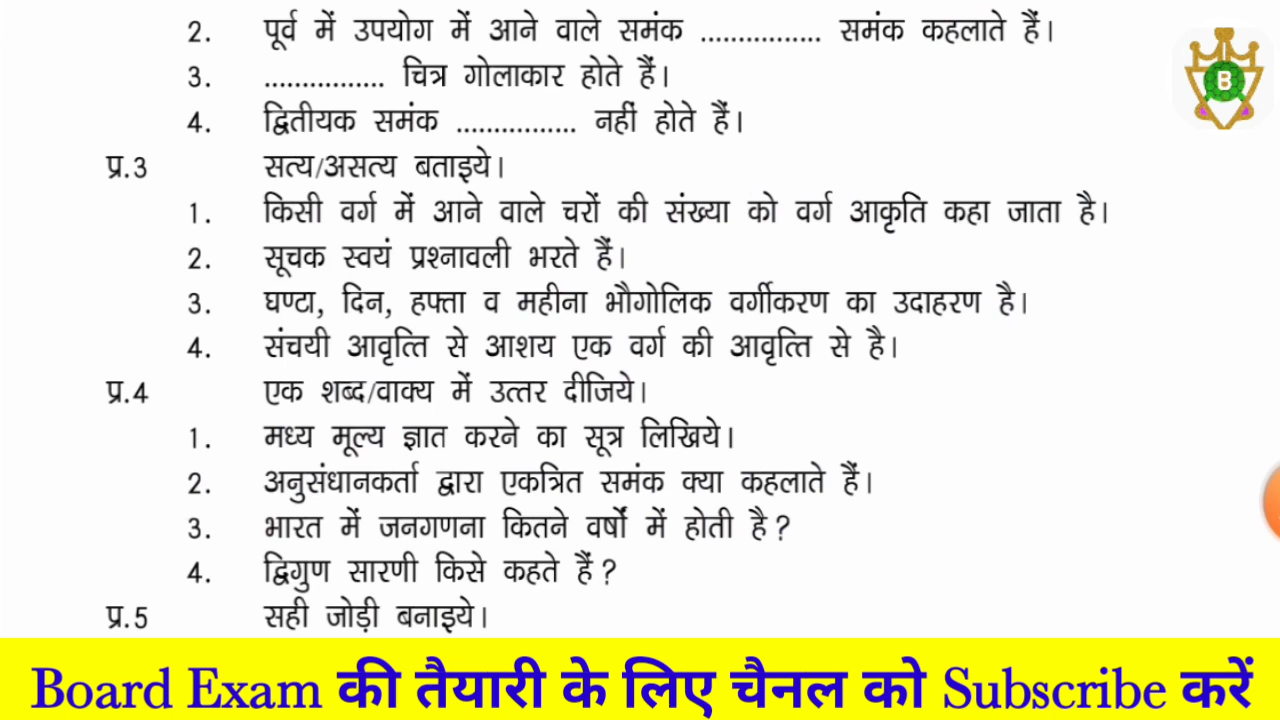 2. पूर्व में उपयोग में आने वाले समंक ................ समंक कहलाते हैं।
3. ................ चित्र गोलाकार होते हैं।
4. द्वितीयक समंक ................ नहीं होते हैं।
B
प्र.3 सत्य/असत्य बताइये।
1. किसी वर्ग में आने वाले चरों की संख्या को वर्ग आकृति कहा जाता है।
2. सूचक स्वयं प्रश्नावली भरते हैं।
3. घण्टा, दिन, हफ्ता व महीना भौगोलिक वर्गीकरण का उदाहरण है।
4. संचयी आवृत्ति से आशय एक वर्ग की आवृत्ति से है।
प्र.4 एक शब्द/वाक्य में उत्तर दीजिये।
1. मध्य मूल्य ज्ञात करने का सूत्र लिखिये।
2. अनुसंधानकर्ता द्वारा एकत्रित समंक क्या कहलाते हैं।
3. भारत में जनगणना कितने वर्षों में होती है?
4. द्विगुण सारणी किसे कहते हैं?
प्र.5 सही जोड़ी बनाइये।
Board Exam की तैयारी के लिए चैनल को Subscribe करें